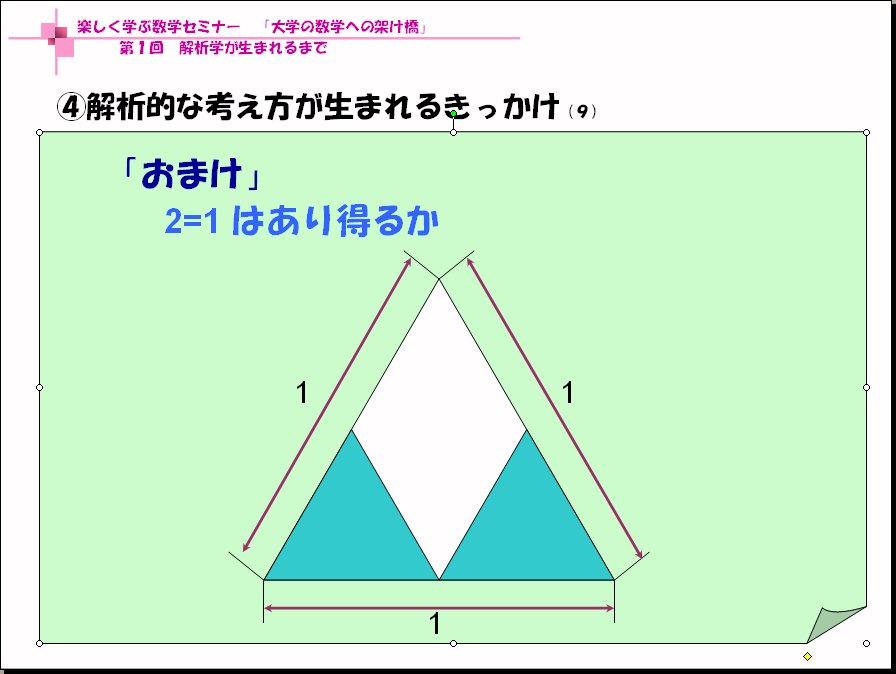 楽しく学ぶ数学セミナー 「大学の数学への架け橋」
第1回 解析学が生まれるまで
④解析的な考え方が生まれるきっかけ(9)
「おまけ」
2=1 はあり得るか
1
1
1